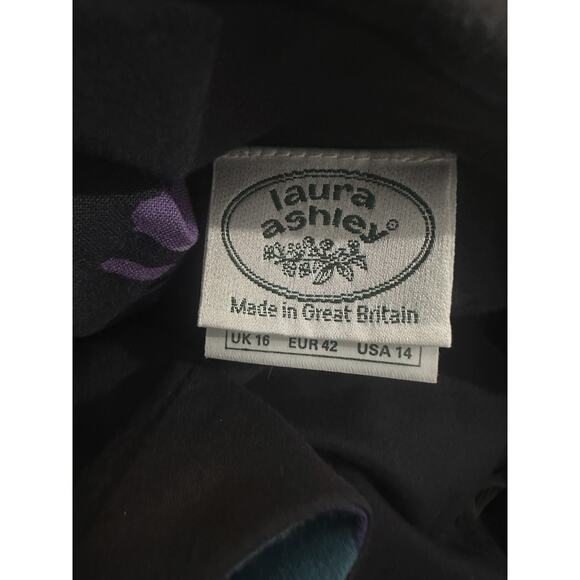 laura
ashley®
Made in Great Britain
UK 16 EUR 42 USA 14